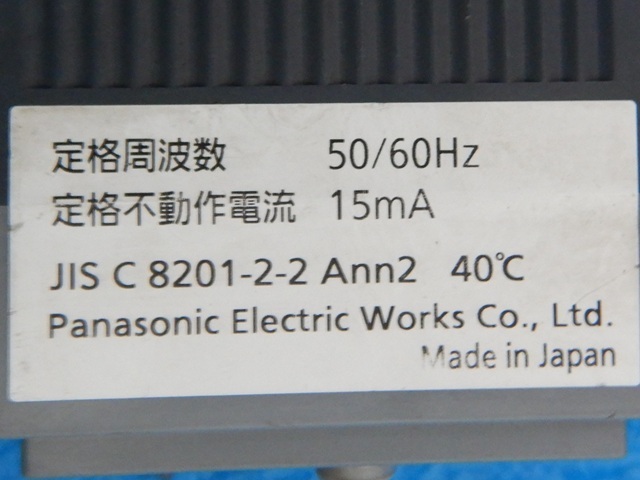 定格周波数 50/60Hz
定格不動作電流 15mA
JIS C 8201-2-2 Ann2 40℃
Panasonic Electric Works Co., Ltd.
Made in Japan